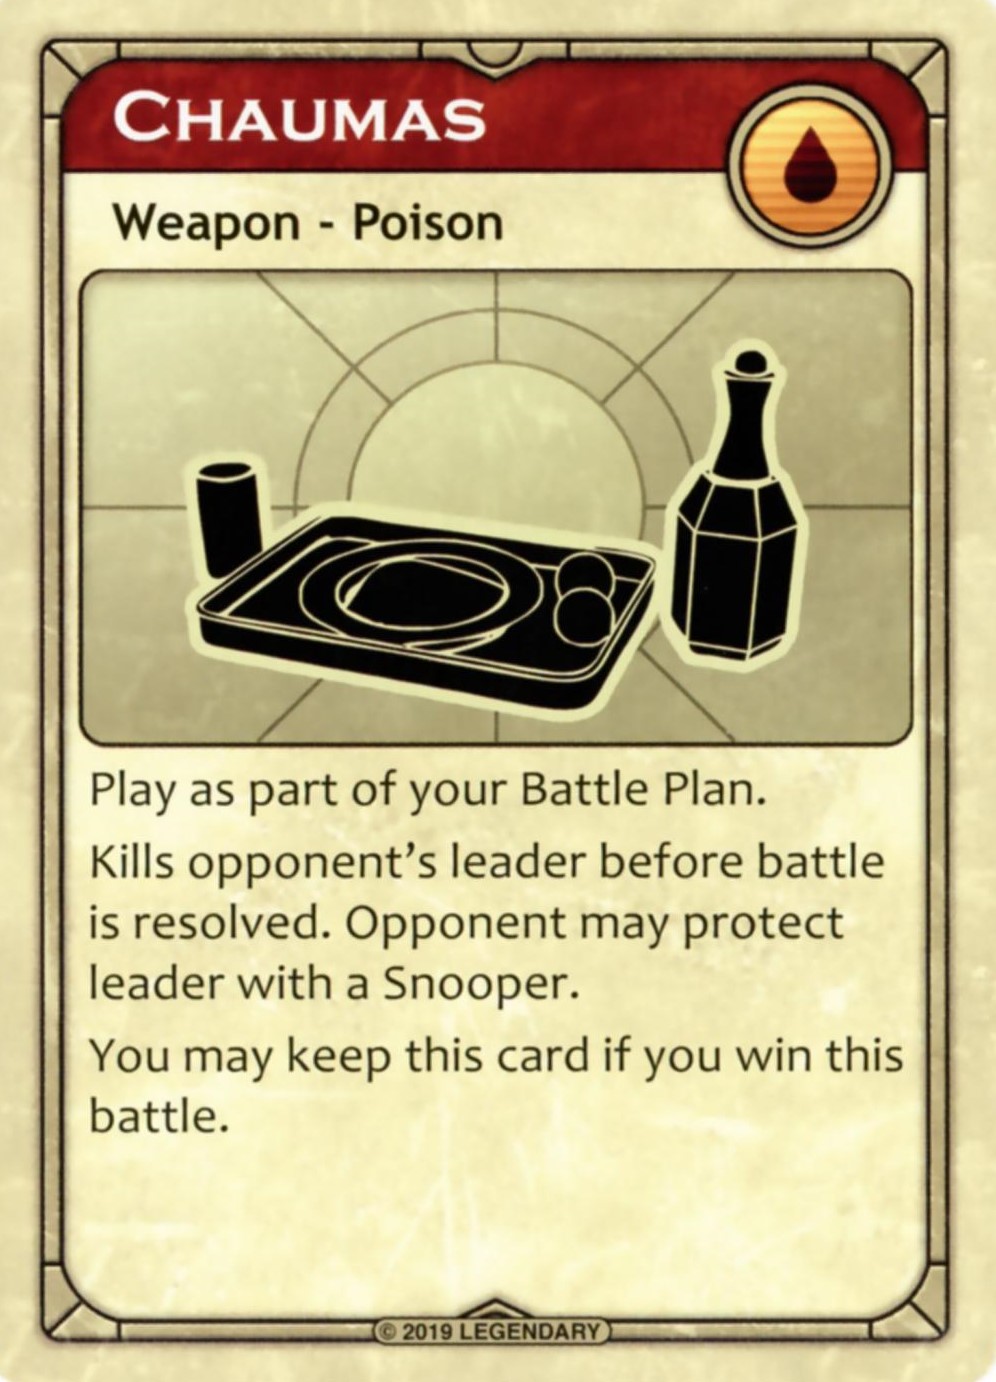 CHAUMAS
Weapon - Poison
Play as part of your Battle Plan.
Kills opponent's leader before battle
is resolved. Opponent may protect
leader with a Snooper.
You may keep this card if you win this
battle.
© 2019 LEGENDARY